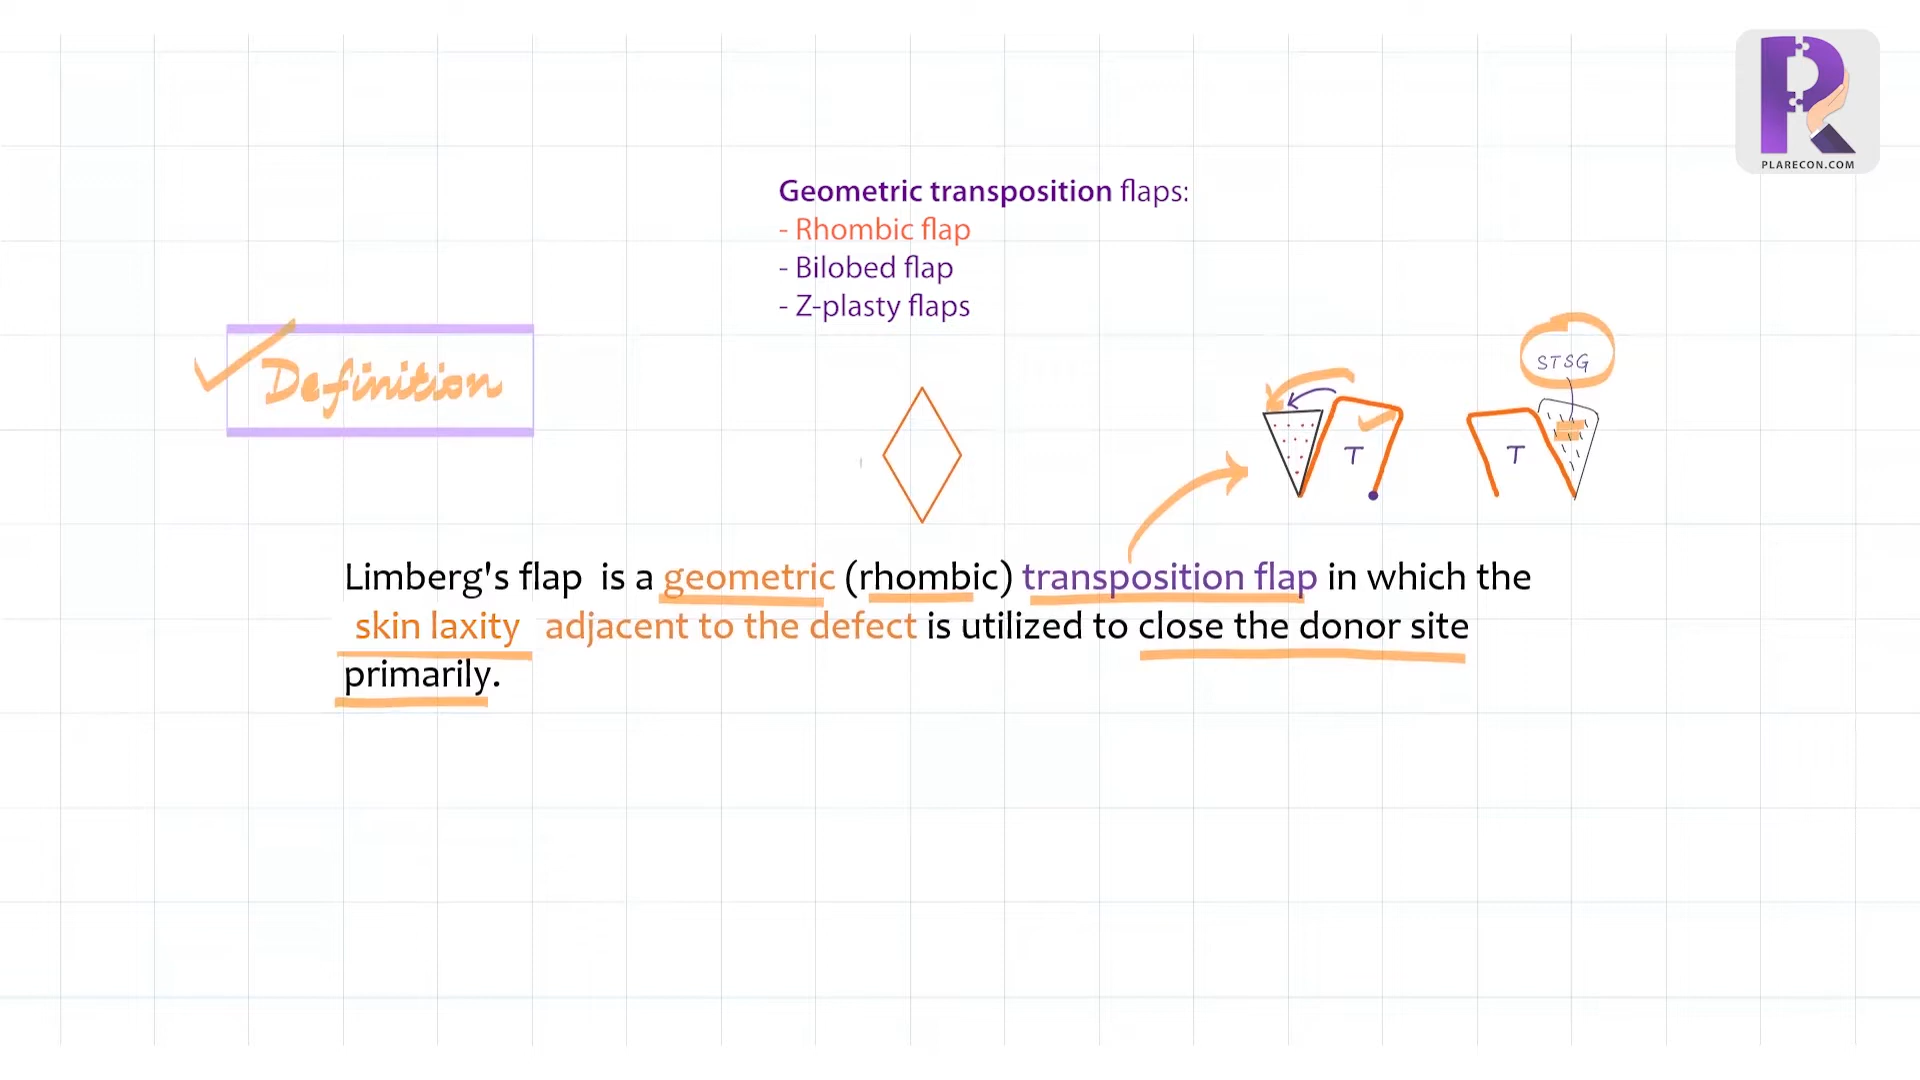 PLARECON.COM
Geometric transposition flaps:
- Rhombic flap
- Bilobed flap
- Z-plasty flaps
Definition
STSG
T
T
Limberg's flap is a geometric (rhombic) transposition flap in which the
skin laxity adjacent to the defect is utilized to close the donor site
primarily.